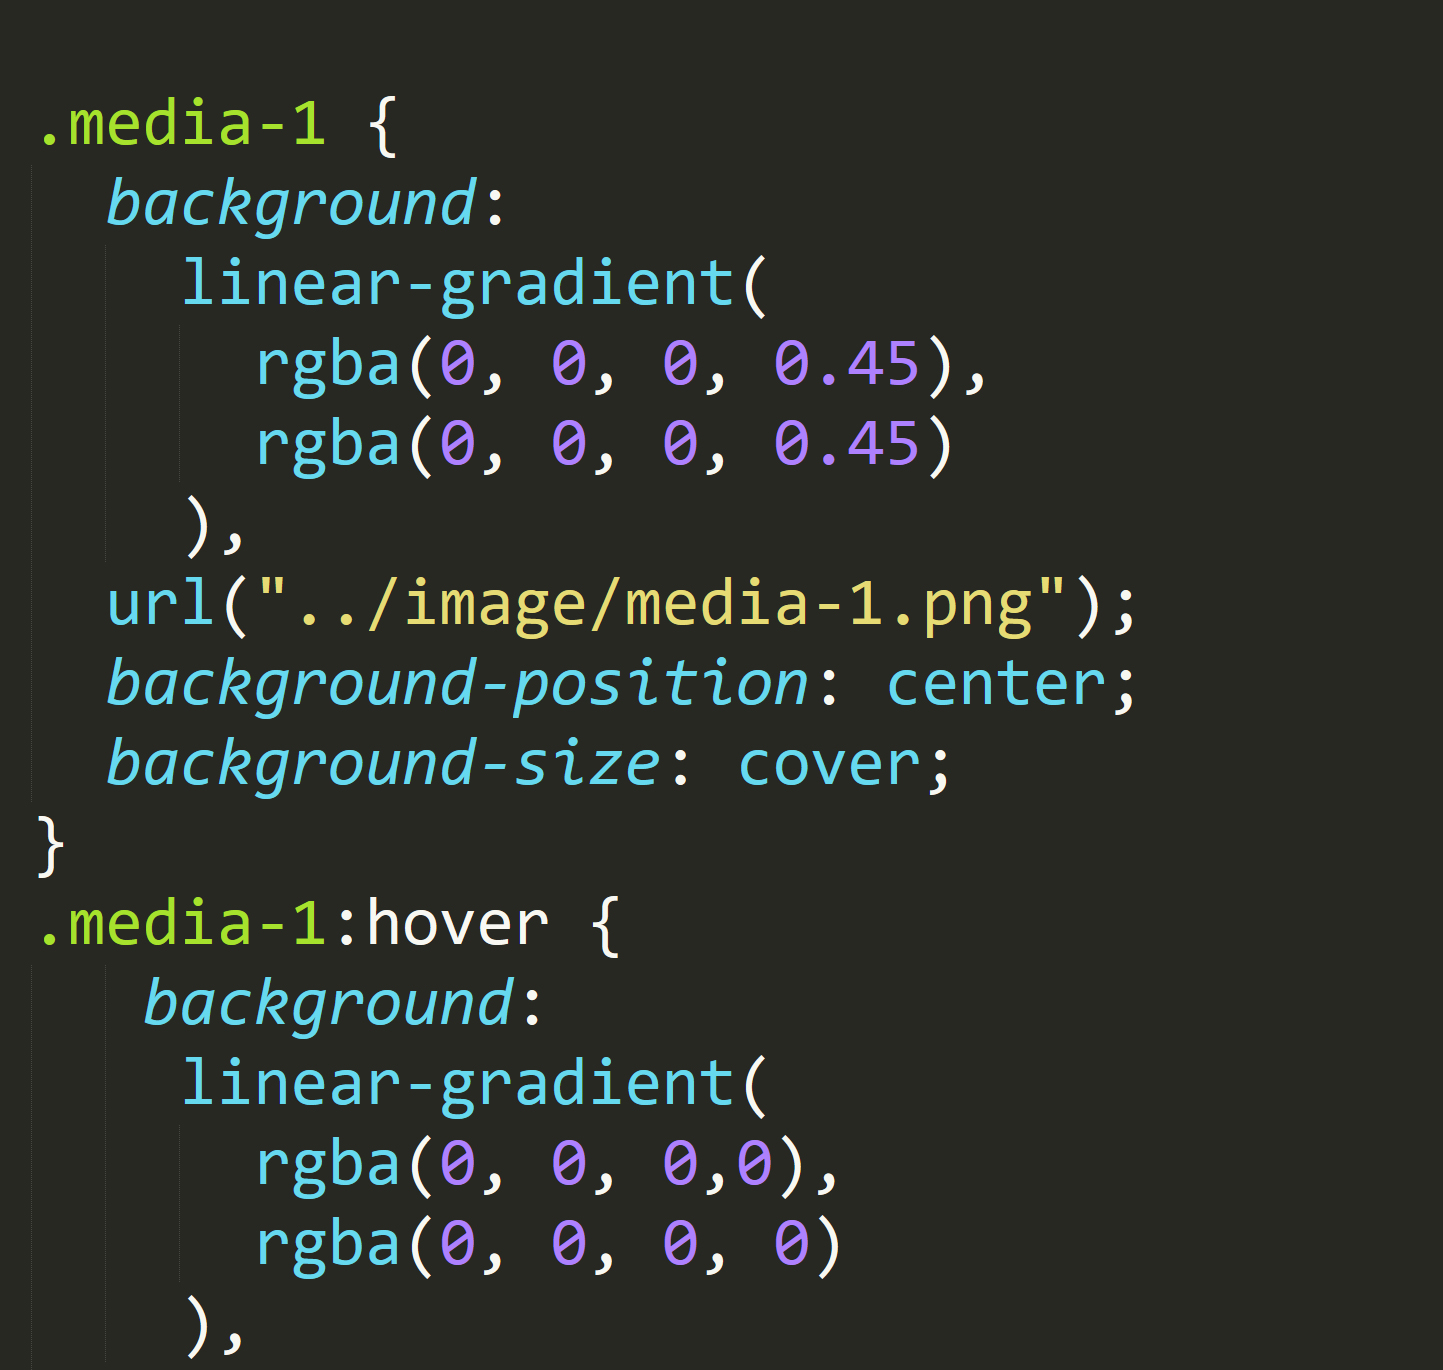 .media-1 {
  background:
    linear-gradient(
      rgba(0, 0, 0, 0.45),
      rgba(0, 0, 0, 0.45)
    ),
  url("../image/media-1.png");
  background-position: center;
  background-size: cover;
}
.media-1:hover {
   background:
    linear-gradient(
      rgba(0, 0, 0,0),
      rgba(0, 0, 0, 0)
    ),